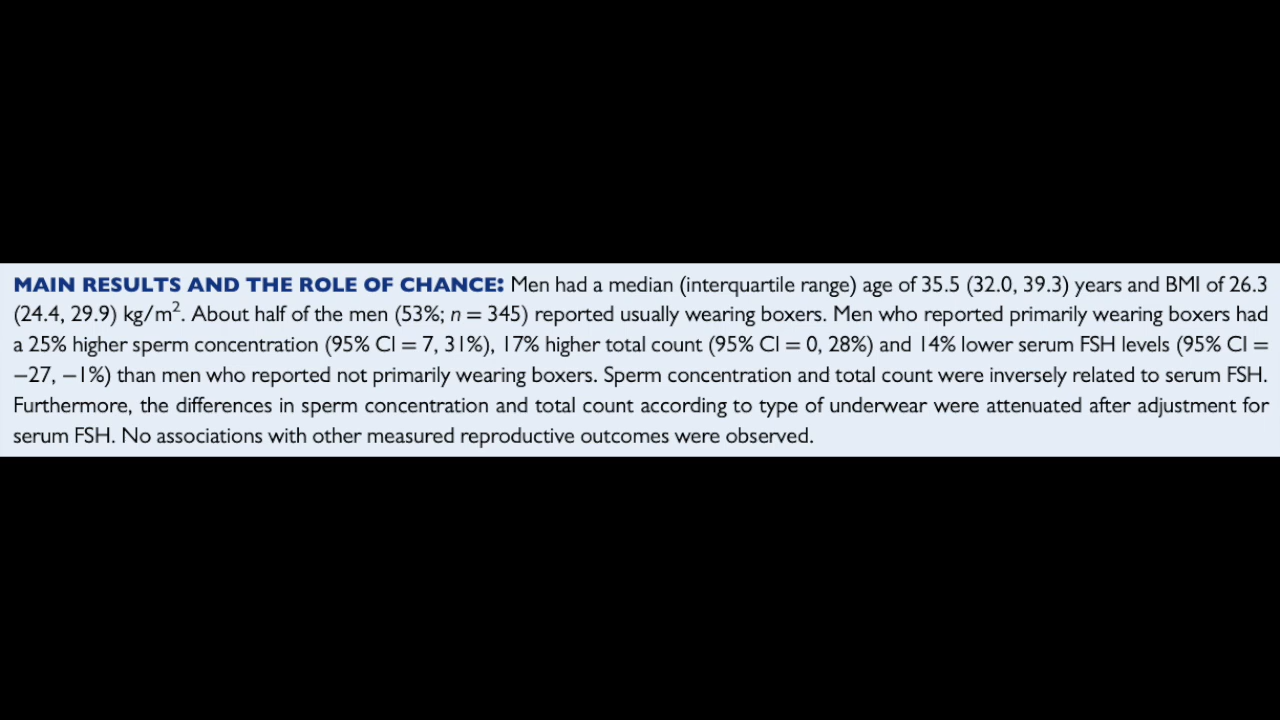 MAIN RESULTS AND THE ROLE OF CHANCE: Men had a median (interquartile range) age of 35.5 (32.0, 39.3) years and BMI of 26.3
(24.4, 29.9) kg/m². About half of the men (53%; n = 345) reported usually wearing boxers. Men who reported primarily wearing boxers had
a 25% higher sperm concentration (95% CI = 7, 31%), 17% higher total count (95% CI = 0, 28%) and 14% lower serum FSH levels (95% CI =
−27, −1%) than men who reported not primarily wearing boxers. Sperm concentration and total count were inversely related to serum FSH.
Furthermore, the differences in sperm concentration and total count according to type of underwear were attenuated after adjustment for
serum FSH. No associations with other measured reproductive outcomes were observed.